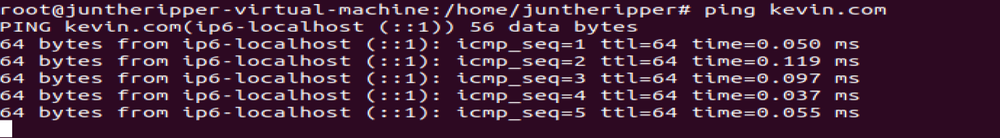 root@juntheripper-virtual-machine:/home/juntheripper# ping kevin.com
PING kevin.com(ip6-localhost (::1)) 56 data bytes
64 bytes from ip6-localhost (::1): icmp_seq=1 ttl=64 time=0.050 ms
64 bytes from ip6-localhost (::1): icmp_seq=2 ttl=64 time=0.119 ms
64 bytes from ip6-localhost (::1): icmp_seq=3 ttl=64 time=0.097 ms
64 bytes from ip6-localhost (::1): icmp_seq=4 ttl=64 time=0.037 ms
64 bytes from ip6-localhost (::1): icmp_seq=5 ttl=64 time=0.055 ms